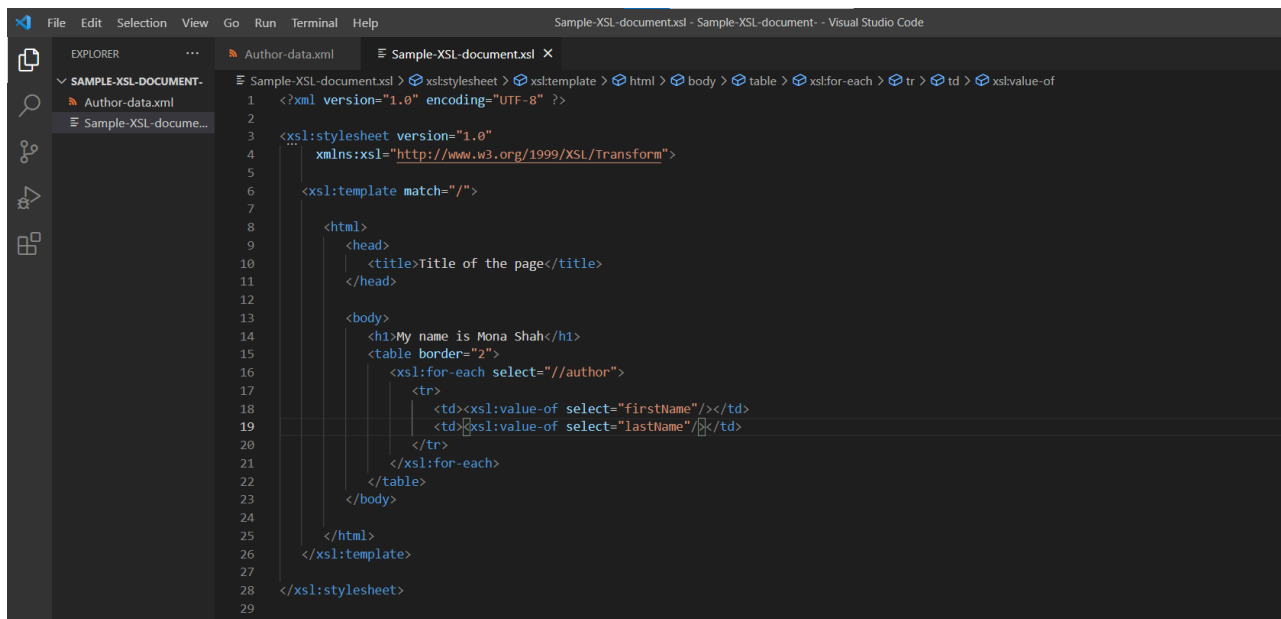 File Edit Selection View Go Run Terminal Help Sample-XSL-document.xsl - Sample-XSL-document- - Visual Studio Code
EXPLORER ··· Author-data.xml Sample-XSL-document.xsl
SAMPLE-XSL-DOCUMENT-
Author-data.xml
Sample-XSL-docume...
Sample-XSL-document.xsl > xsl:stylesheet > xsl:template > html > body > table > xsl:for-each > tr > td > xsl:value-of
1 <?xml version="1.0" encoding="UTF-8" ?>
2
3 <xsl:stylesheet version="1.0"
4 xmlns:xsl="http://www.w3.org/1999/XSL/Transform">
5
6 <xsl:template match="/">
7
8 <html>
9 <head>
10 <title>Title of the page</title>
11 </head>
12
13 <body>
14 <h1>My name is Mona Shah</h1>
15 <table border="2">
16 <xsl:for-each select="//author">
17 <tr>
18 <td><xsl:value-of select="firstName"/></td>
19 <td><xsl:value-of select="lastName"/></td>
20 </tr>
21 </xsl:for-each>
22 </table>
23 </body>
24
25 </html>
26 </xsl:template>
27
28 </xsl:stylesheet>
29